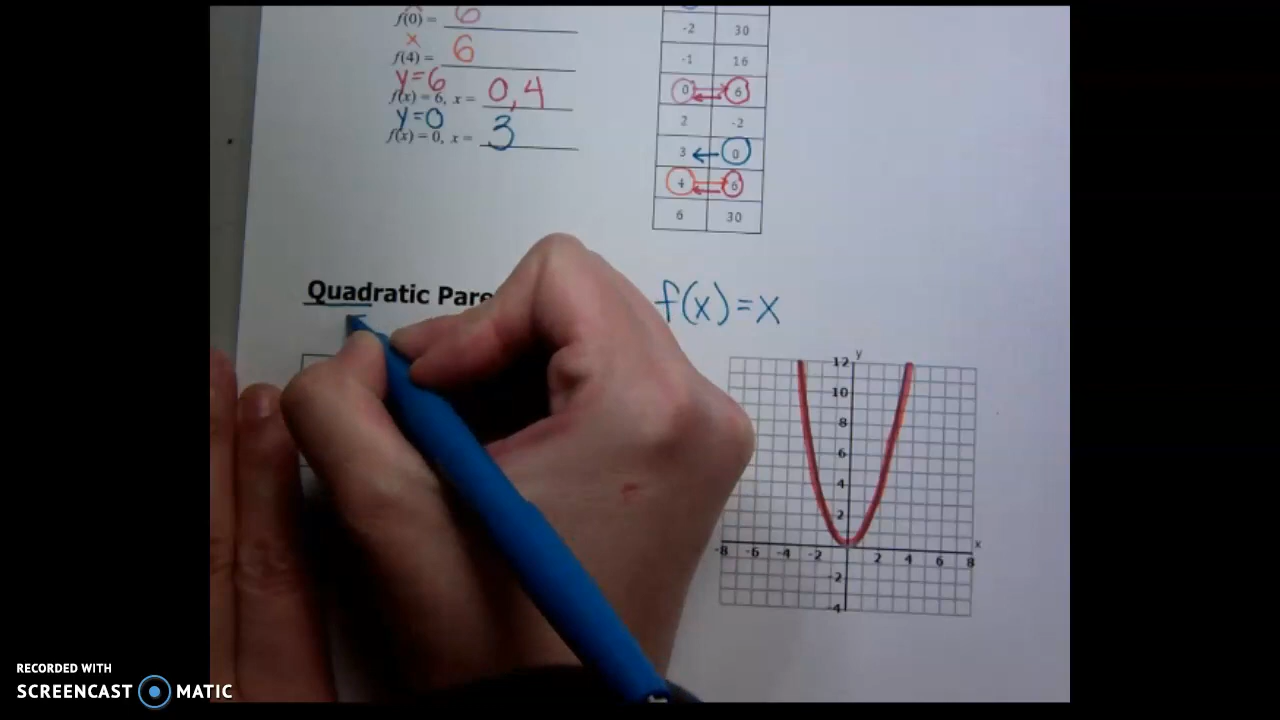 f(0) = 6
x
f(4) = 6
y=6
f(x) = 6, x = 0,4
y=0
f(x) = 0, x = 3
-2 30
-1 16
0 6
2 -2
3 0
4 6
6 30
Quadratic
f(x)=x
y
12
10
8
6
4
2
-8 -6 -4 -2 2 4 6 8 x
-2
-4
RECORDED WITH
SCREENCAST MATIC